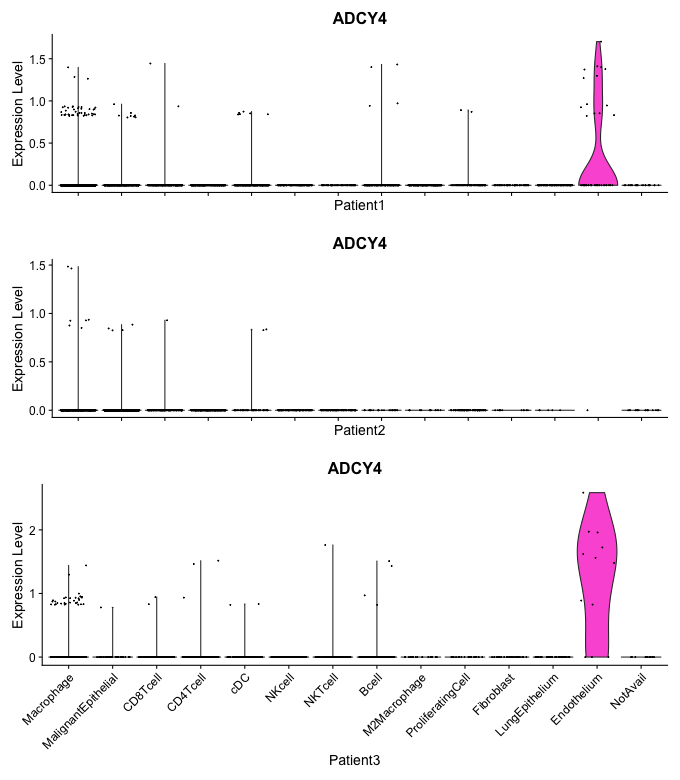 ADCY4
Expression Level
1.5
1.0
0.5
0.0
Patient1
ADCY4
Expression Level
1.5
1.0
0.5
0.0
Patient2
ADCY4
Expression Level
2
1
0
Macrophage
MalignantEpithelial
CD8Tcell
CD4Tcell
cDC
NKcell
NKTcell
Bcell
M2Macrophage
ProliferatingCell
Fibroblast
LungEpithelium
Endothelium
NotAvail
Patient3